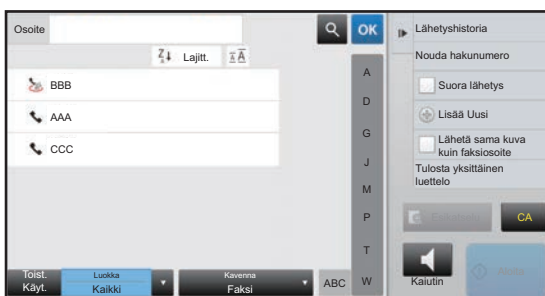 Osoite
OK
Lajitt.
BBB
AAA
CCC
A
D
G
J
M
P
T
W
Toist.
Käyt.
Luokka
Kaikki
Kavenna
Faksi
ABC
Lähetyshistoria
Nouda hakunumero
Suora lähetys
Lisää Uusi
Lähetä sama kuva
kuin faksiosoite
Tulosta yksittäinen
luettelo
CA
Kaiutin